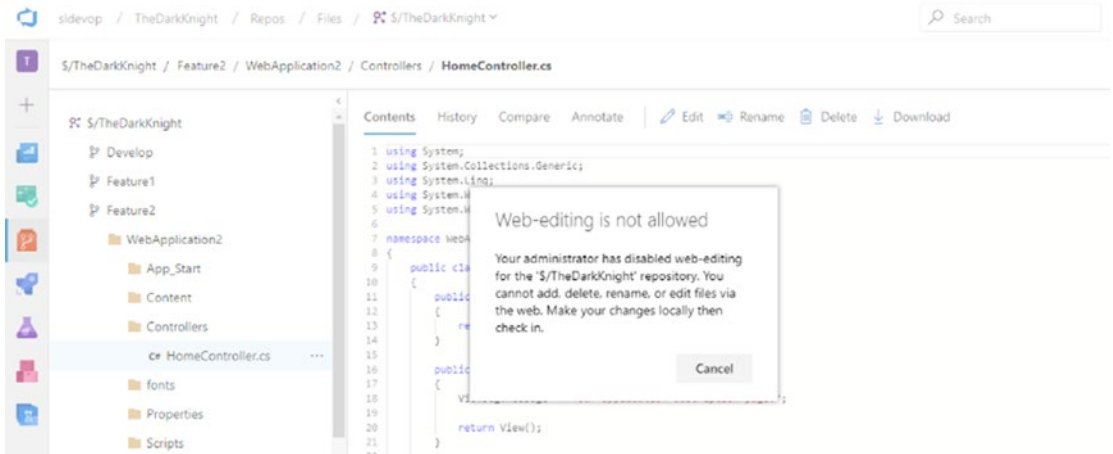 sidevop / TheDarkKnight / Repos / Files / $/TheDarkKnight
Search
T
$/TheDarkKnight / Feature2 / WebApplication2 / Controllers / HomeController.cs
$/TheDarkKnight
Develop
Feature1
Feature2
WebApplication2
App_Start
Content
Controllers
C# HomeController.cs ...
fonts
Properties
Scripts
Contents History Compare Annotate Edit Rename Delete Download
1 using System;
2 using System.Collections.Generic;
3 using System.Linq;
4 using System.W
5 using System.W
6
7 namespace WebA
8 {
9 public cla
10 {
11 public
12 {
13 re
14 }
15
16 public
17 {
18
19
20 return View();
21 }
Web-editing is not allowed
Your administrator has disabled web-editing
for the '$/TheDarkKnight' repository. You
cannot add, delete, rename, or edit files via
the web. Make your changes locally then
check in.
Cancel